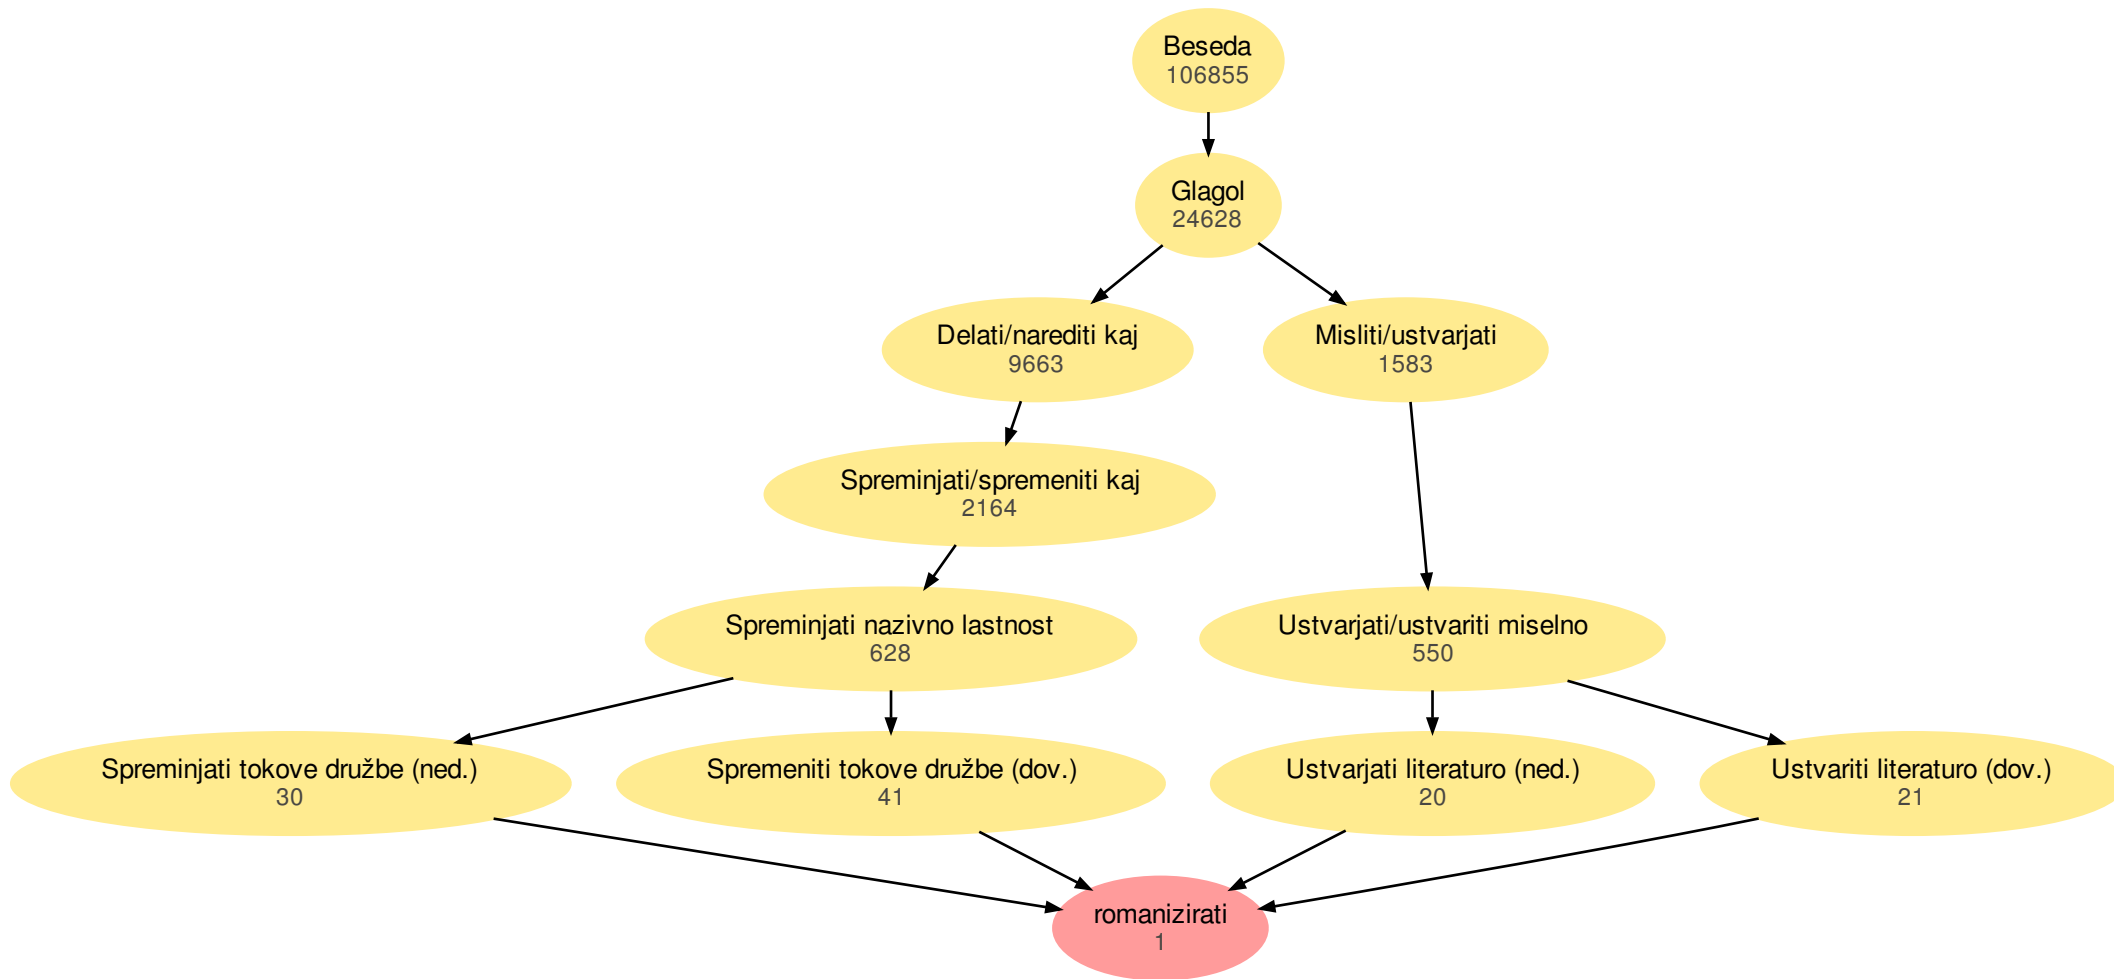 Beseda
106855
Glagol
24628
Delati/narediti kaj
9663
Misliti/ustvarjati
1583
Spreminjati/spremeniti kaj
2164
Spreminjati nazivno lastnost
628
Ustvarjati/ustvariti miselno
550
Spreminjati tokove družbe (ned.)
30
Spremeniti tokove družbe (dov.)
41
Ustvarjati literaturo (ned.)
20
Ustvariti literaturo (dov.)
21
romanizirati
1